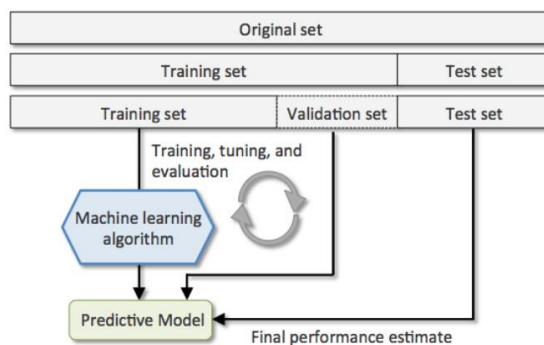 Original set
Training set
Test set
Training set
Validation set
Test set
Training, tuning, and
evaluation
Machine learning
algorithm
Predictive Model
Final performance estimate